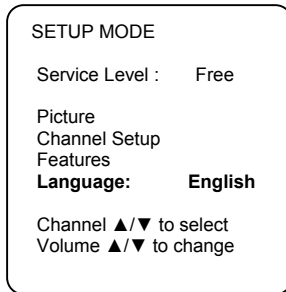 SETUP MODE
Service Level : Free
Picture
Channel Setup
Features
Language: English
Channel ▲/▼ to select
Volume ▲/▼ to change